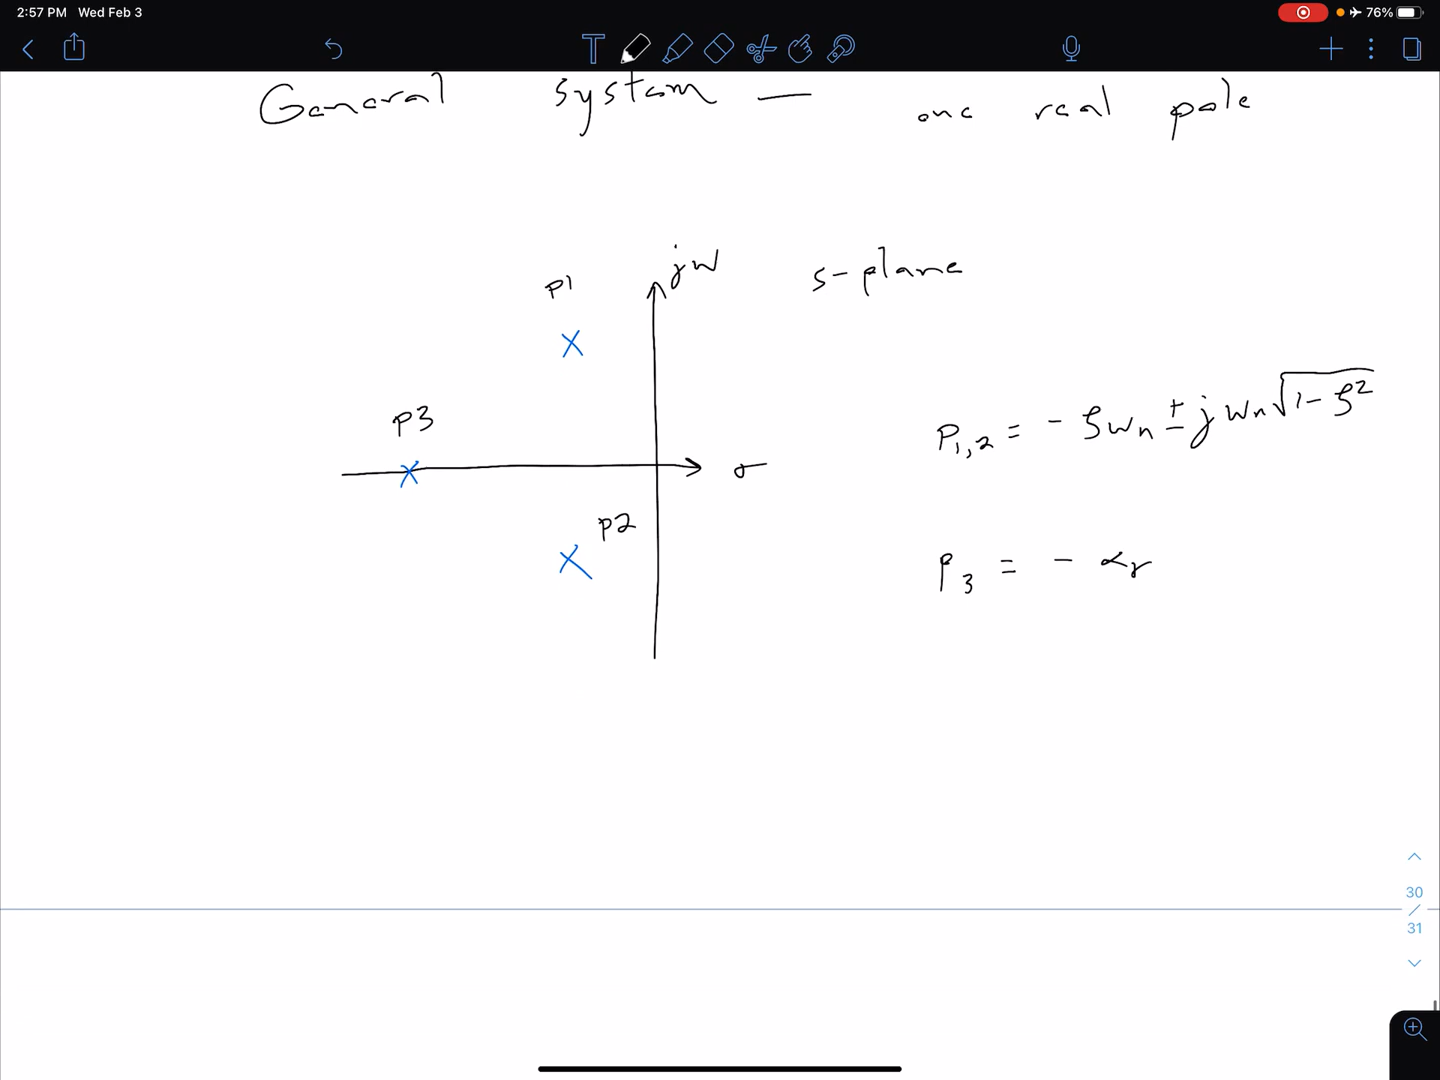 2:57 PM Wed Feb 3
76%
T
General system — one real pole
jω
s-plane
p1
p3
P1,2 = - ζωn ± jωn√1-ζ²
σ
p2
P3 = - αr
30
/
31